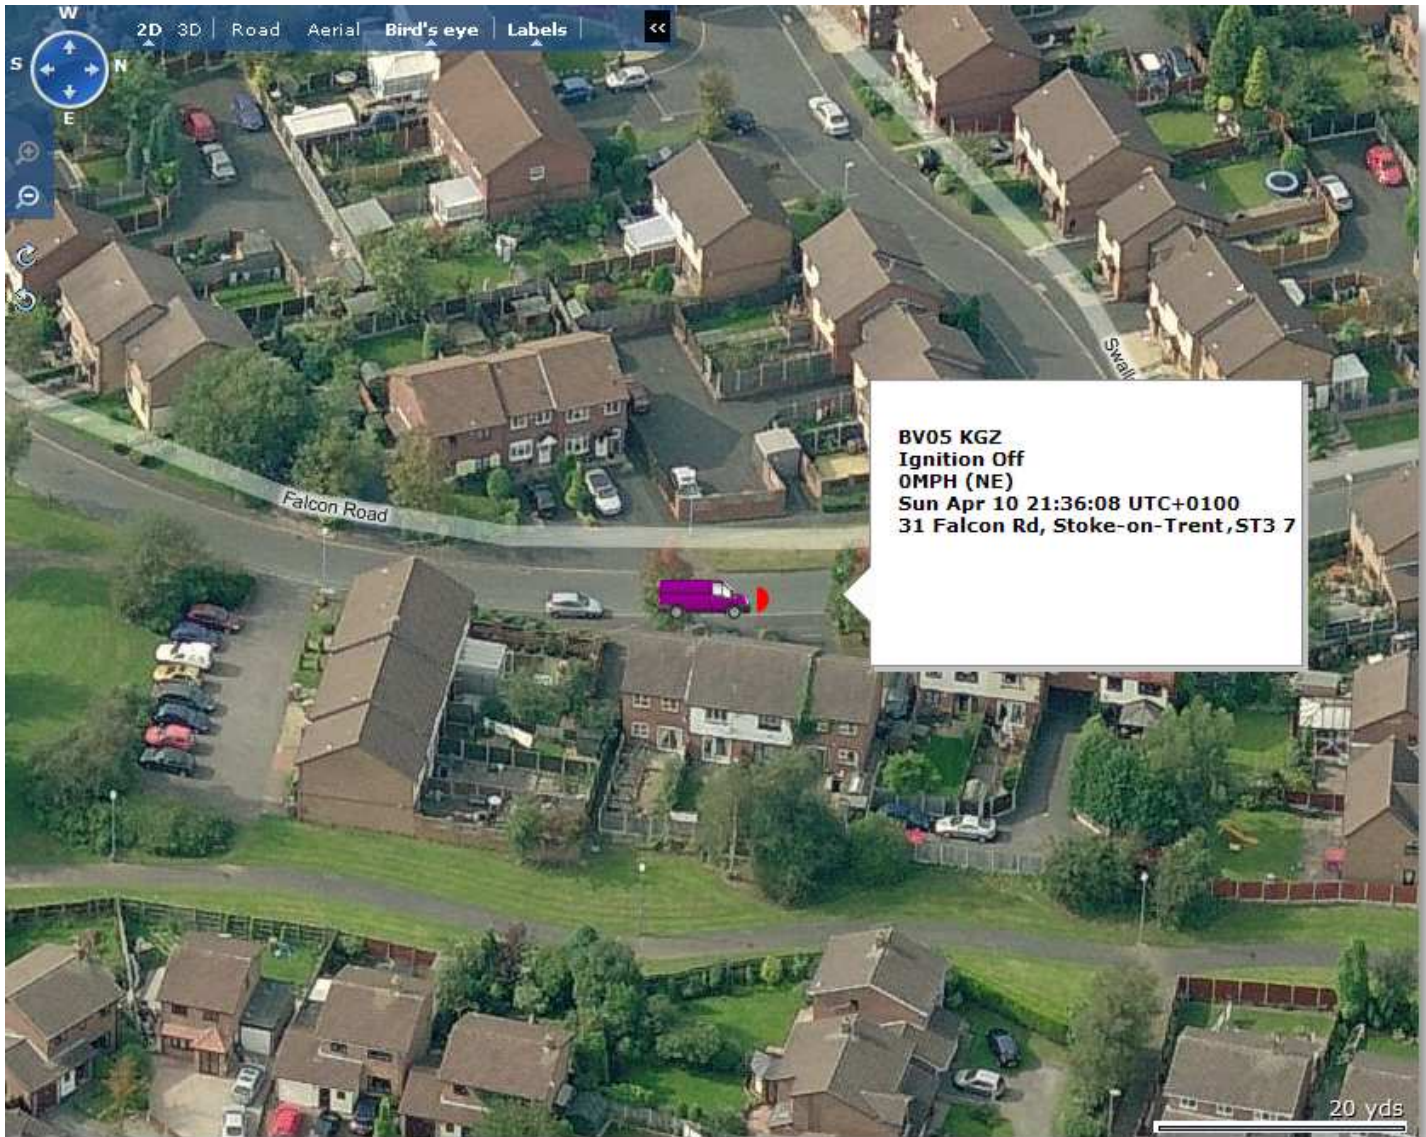 W
2D 3D Road Aerial Bird's eye Labels <<
S N
E
Swall
BV05 KGZ
Ignition Off
0MPH (NE)
Sun Apr 10 21:36:08 UTC+0100
31 Falcon Rd, Stoke-on-Trent,ST3 7
Falcon Road
20 yds